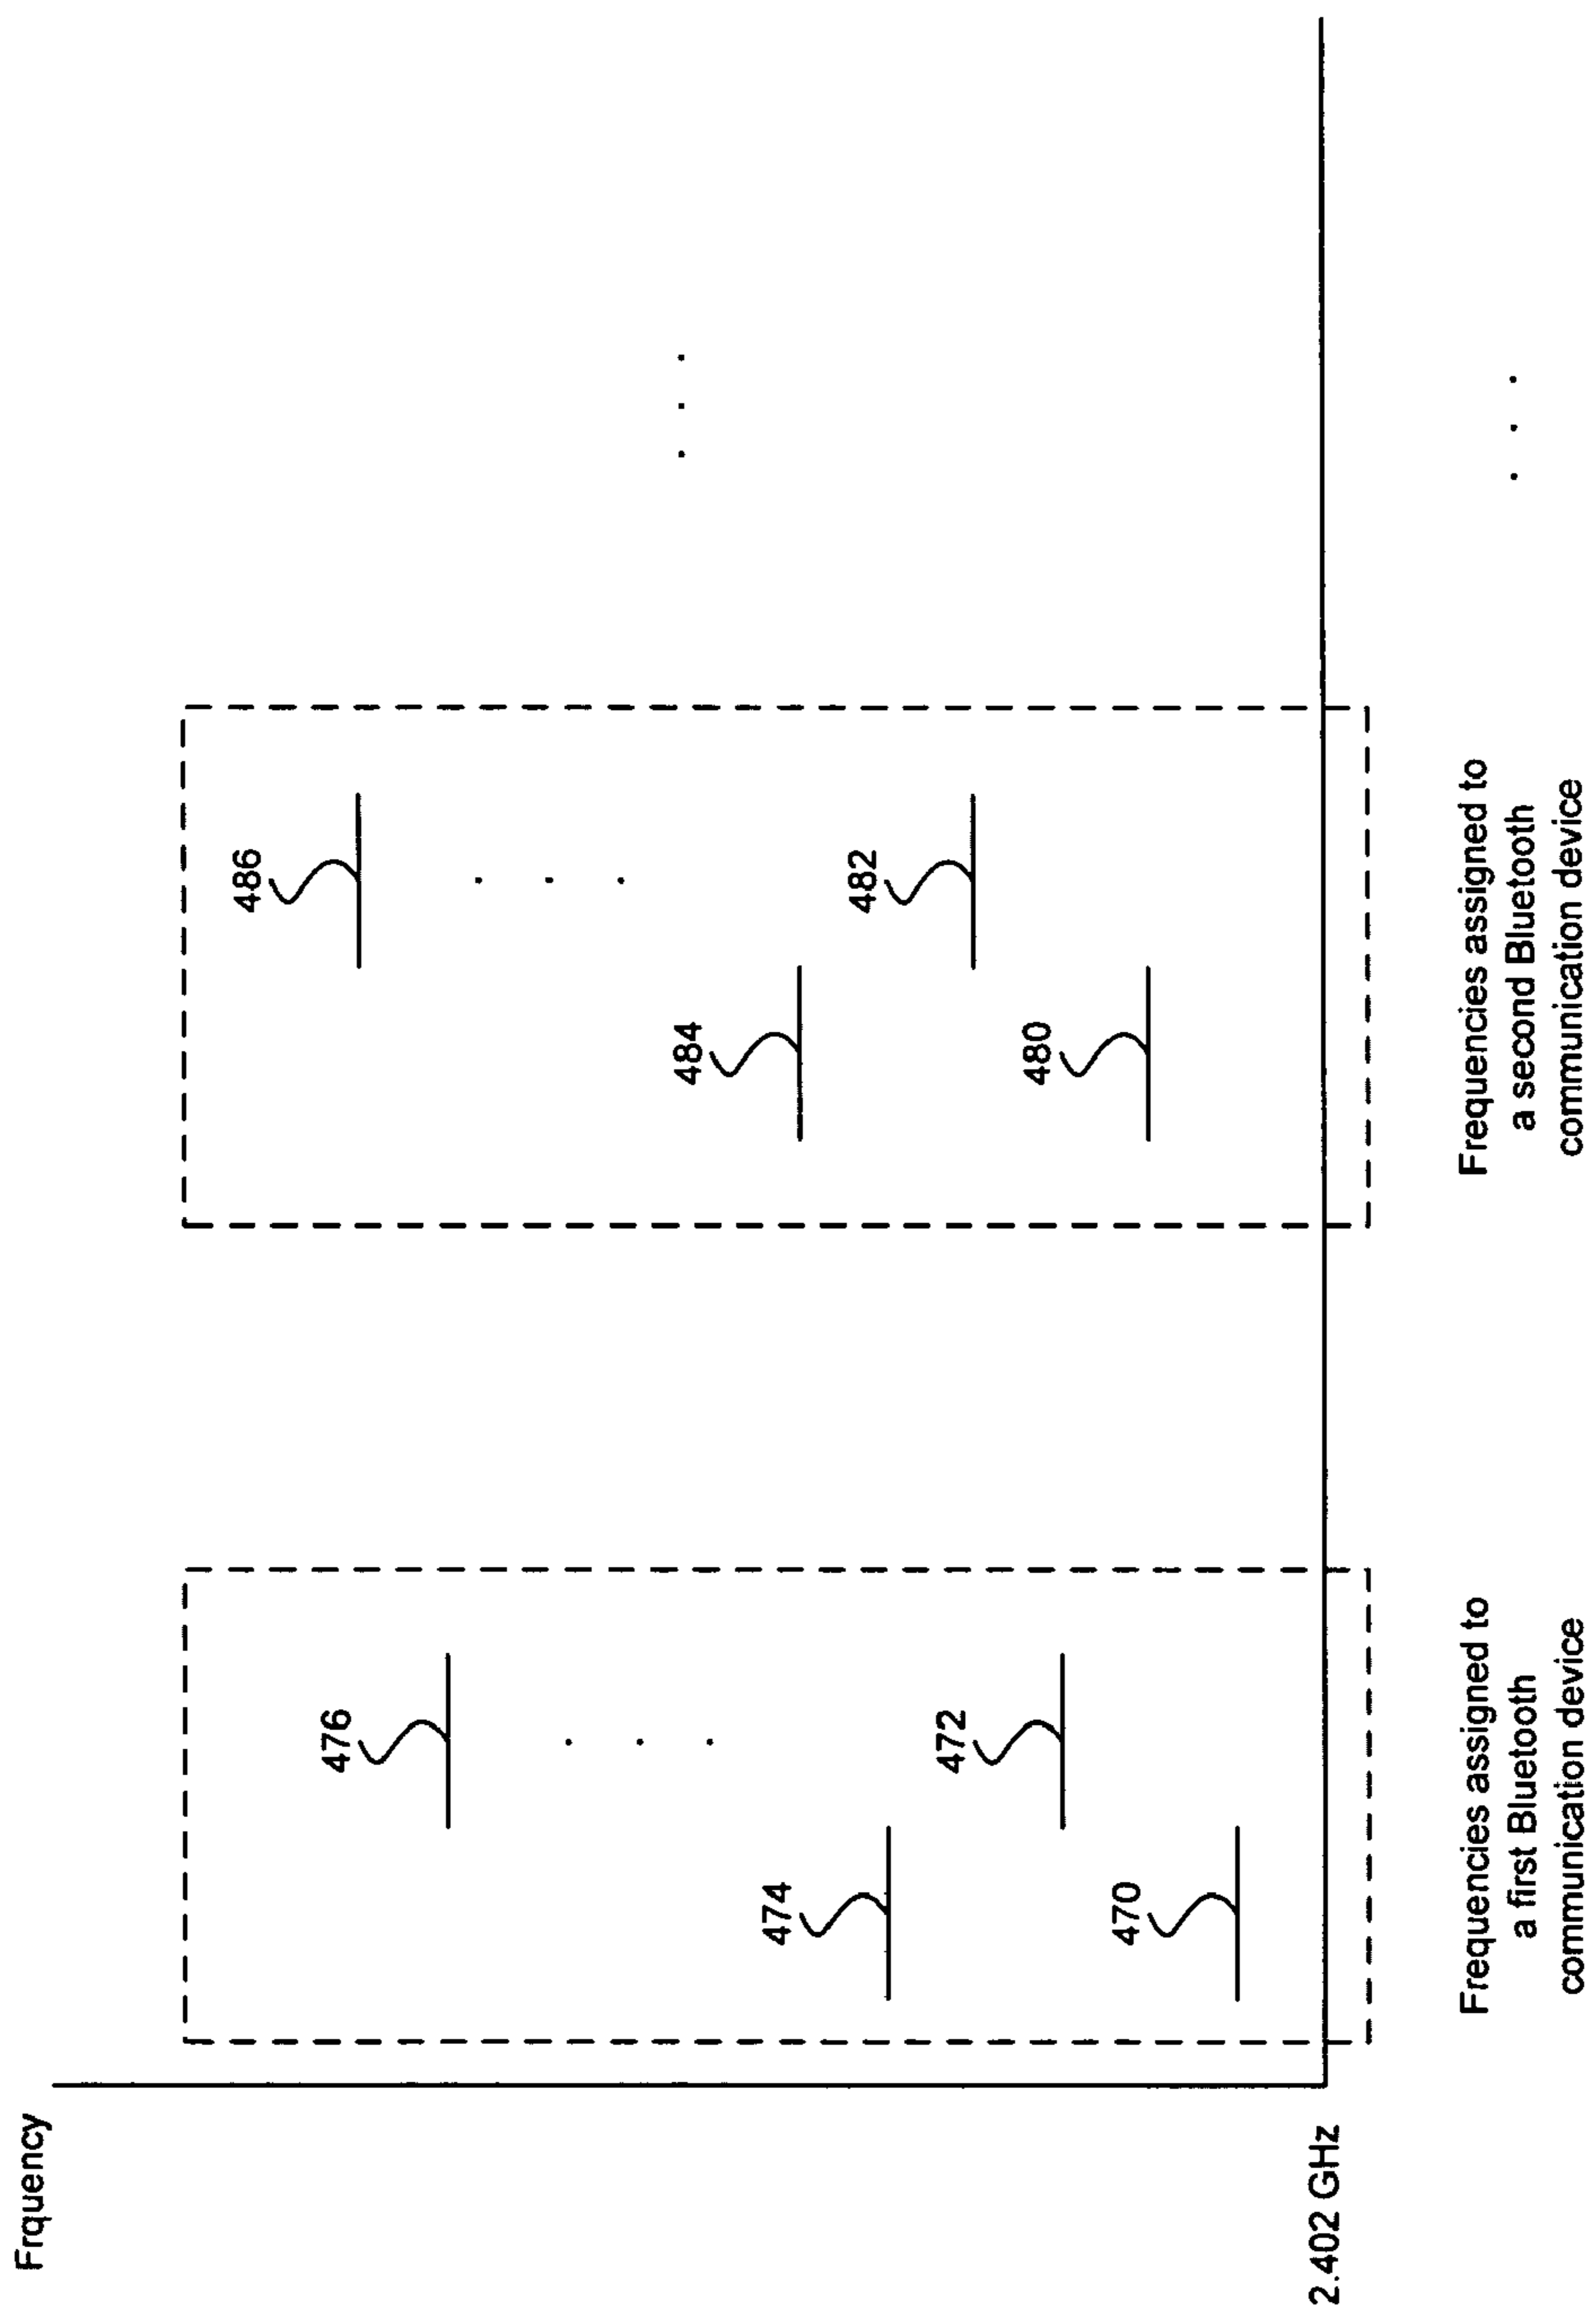 Frquency
476
486
474
484
472
482
470
480
2.402 GHz
Frequencies assigned to
a first Bluetooth
communication device
Frequencies assigned to
a second Bluetooth
communication device